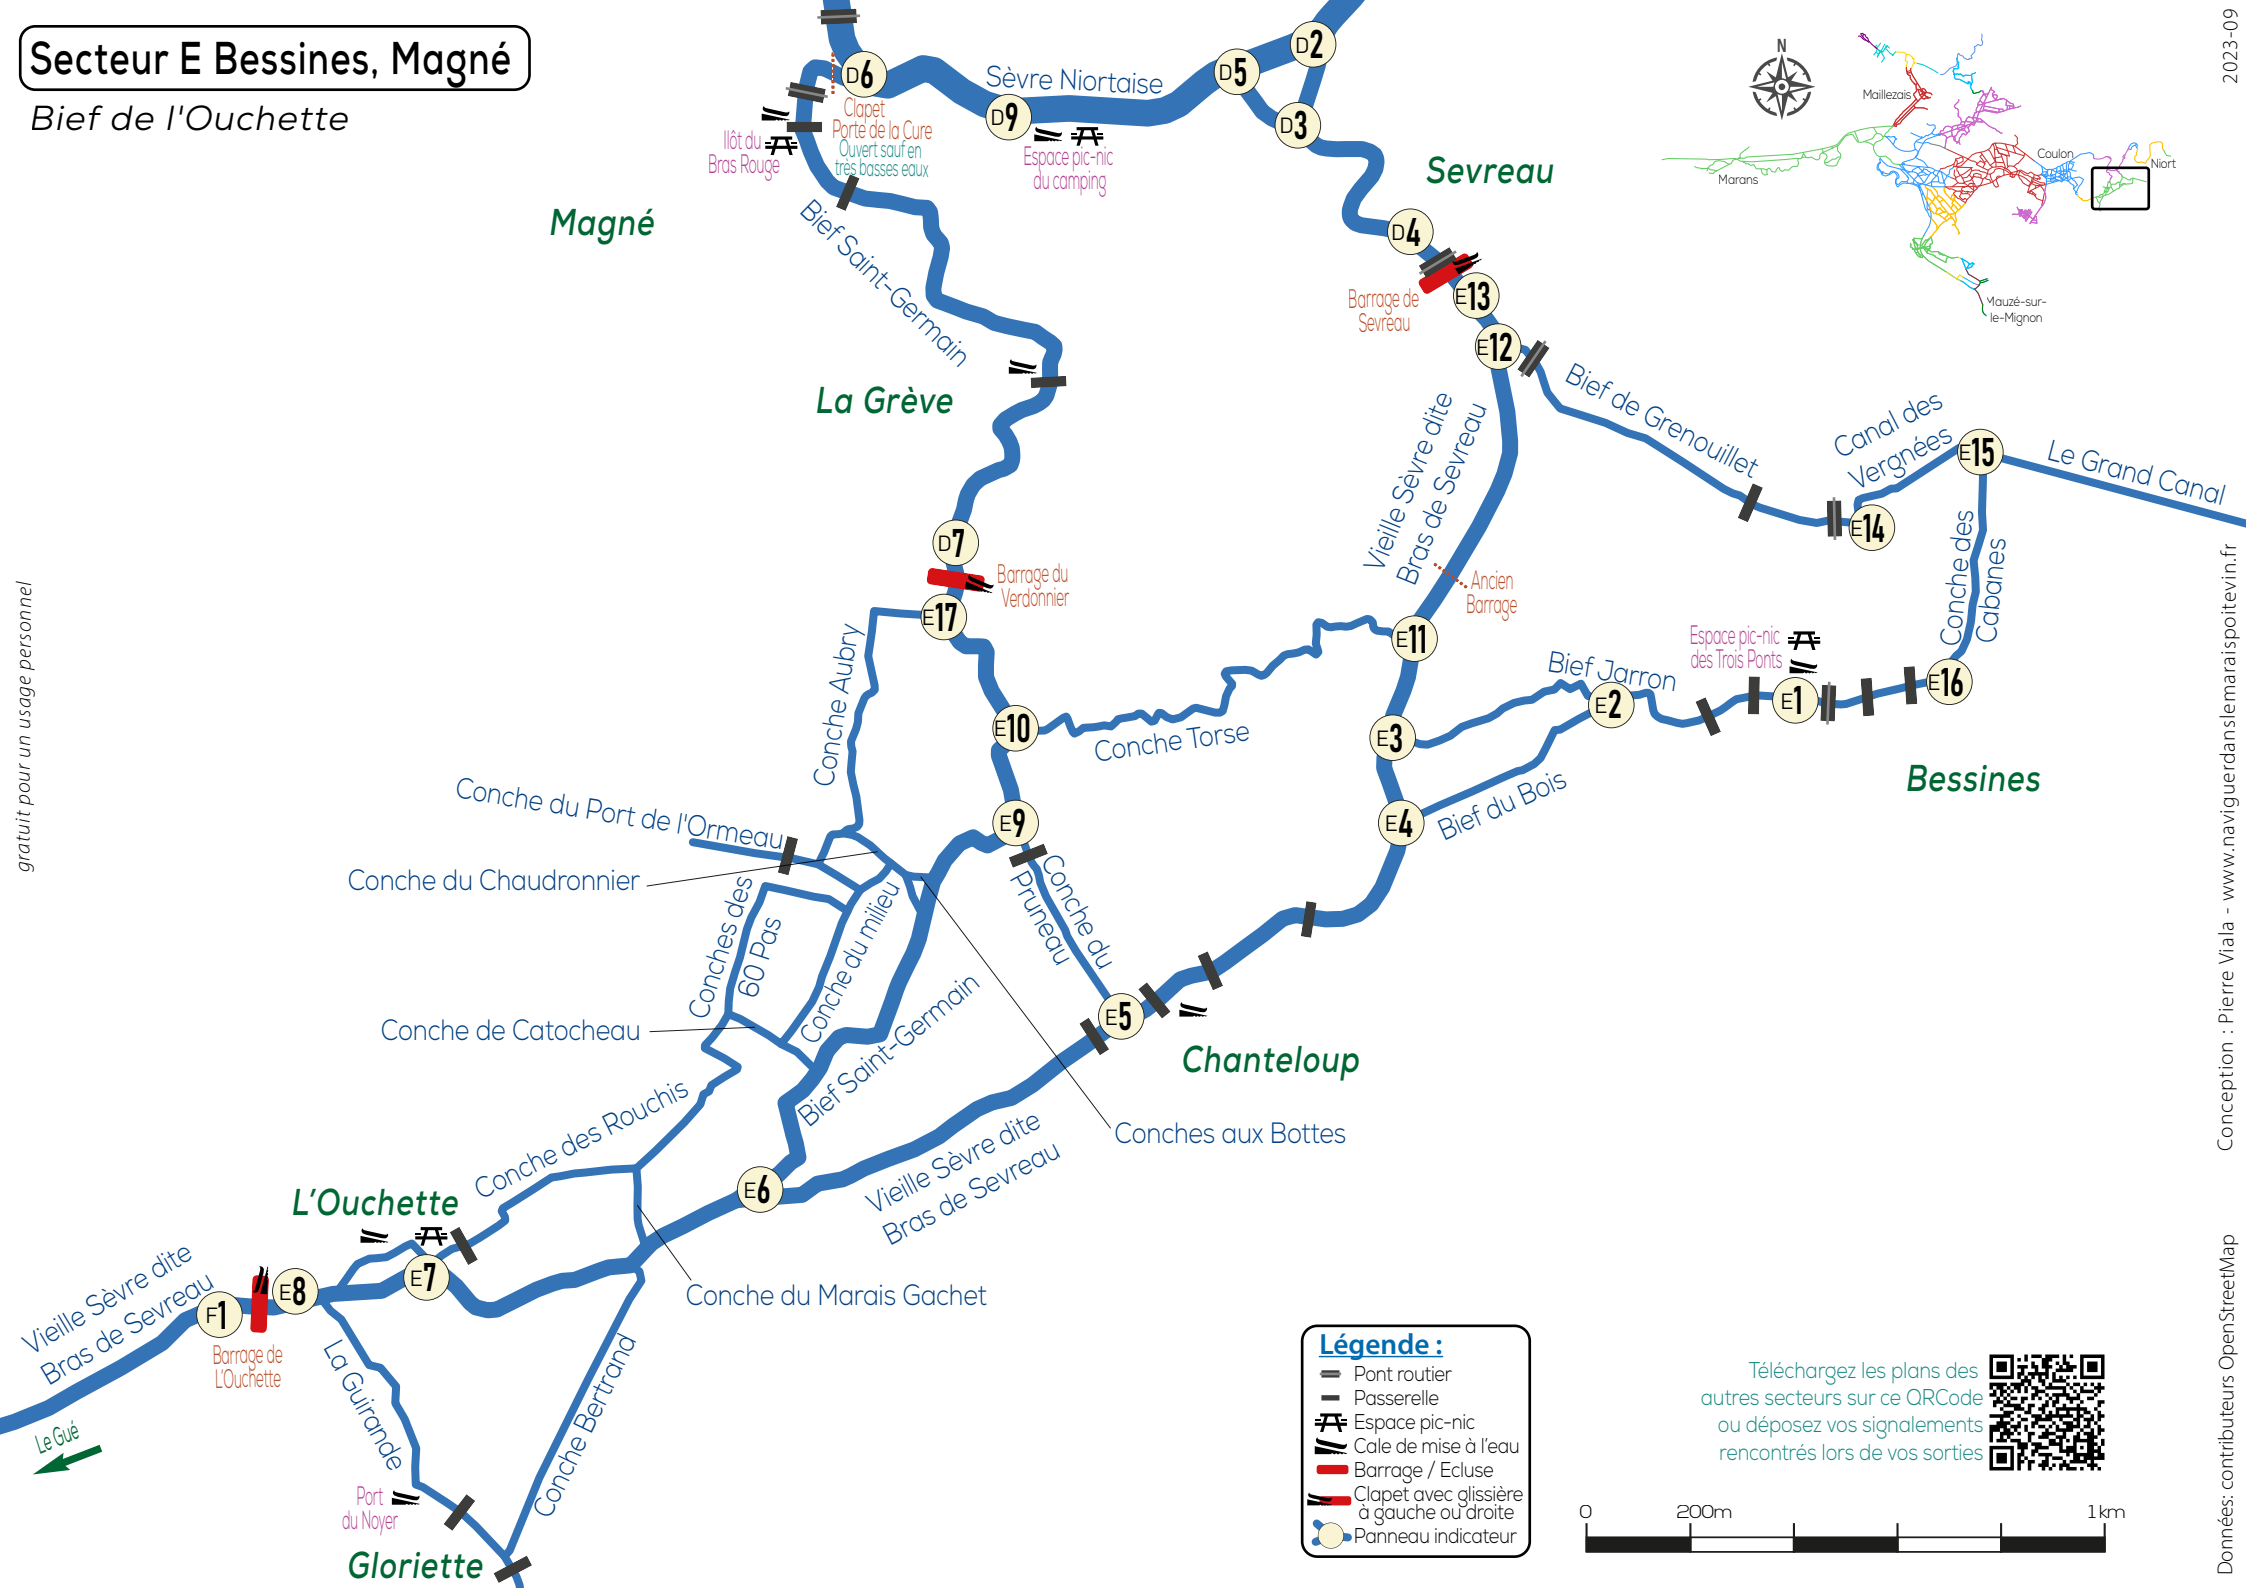 Secteur E Bessines, Magné
Bief de l'Ouchette
2023-09
D6
D9
D5
D2
D3
Sèvre Niortaise
Clapet
Porte de la Cure
Ouvert sauf en
très basses eaux
Ilôt du
Bras Rouge
Espace pic-nic
du camping
Sevreau
Magné
Bief Saint-Germain
D4
E13
Barrage de
Sevreau
E12
N
Maillezais
Marans
Coulon
Niort
Mauzé-sur-
le-Mignon
La Grève
Bief de Grenouillet
Canal des
Vergnées
E15
Le Grand Canal
E14
Vieille Sèvre dite
Bras de Sevreau
Conche des
Cabanes
D7
Barrage du
Verdonnier
E17
Ancien
Barrage
E11
Espace pic-nic
des Trois Ponts
Bief Jarron
E16
E1
E2
Conche Aubry
E10
Conche Torse
E3
Bessines
Conche du Port de l'Ormeau
E9
E4
Bief du Bois
Conche du Chaudronnier
Conches des
60 Pas
Conche du milieu
Conche du
Pruneau
Conche de Catocheau
Bief Saint-Germain
E5
Chanteloup
Conche des Rouchis
Conches aux Bottes
Vieille Sèvre dite
Bras de Sevreau
E6
L'Ouchette
E7
E8
F1
Vieille Sèvre dite
Bras de Sevreau
Conche du Marais Gachet
Barrage de
L'Ouchette
La Guirande
Conche Bertrand
Le Gué
Port
du Noyer
Gloriette
Légende :
Pont routier
Passerelle
Espace pic-nic
Cale de mise à l'eau
Barrage / Ecluse
Clapet avec glissière
à gauche ou droite
Panneau indicateur
Téléchargez les plans des
autres secteurs sur ce QRCode
ou déposez vos signalements
rencontrés lors de vos sorties
0 200m 1km
gratuit pour un usage personnel
Conception : Pierre Viala - www.naviguerdanslemaraispoitevin.fr
Données: contributeurs OpenStreetMap